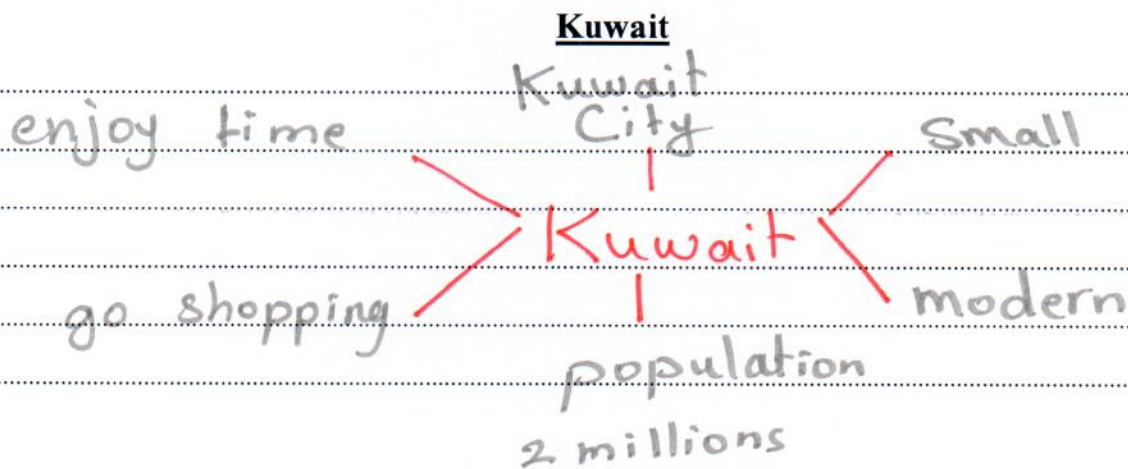 Kuwait
Kuwait
City
enjoy time
small
Kuwait
go shopping
modern
population
2 millions